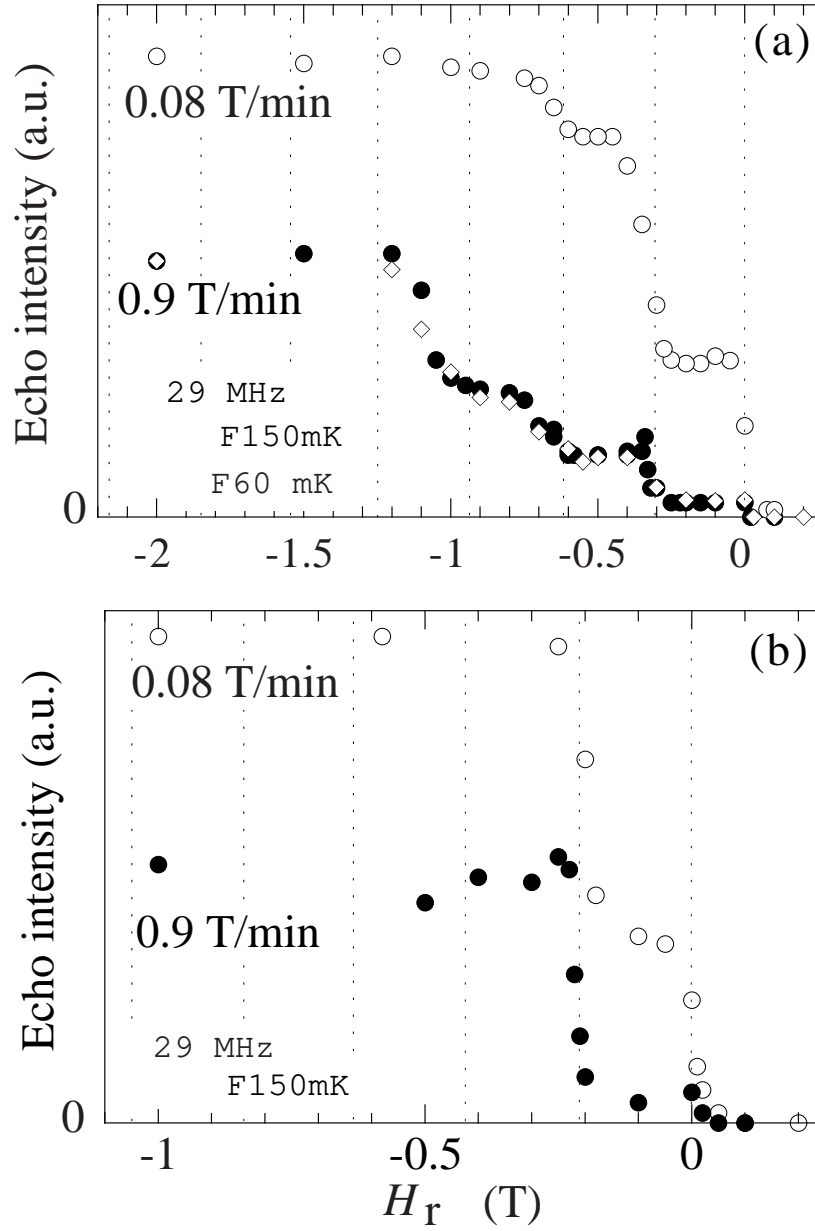 (a)
Echo intensity (a.u.)
0.08 T/min
0.9 T/min
29 MHz
F150mK
F60 mK
0
-2 -1.5 -1 -0.5 0
(b)
Echo intensity (a.u.)
0.08 T/min
0.9 T/min
29 MHz
F150mK
0
-1 -0.5 0
Hr (T)